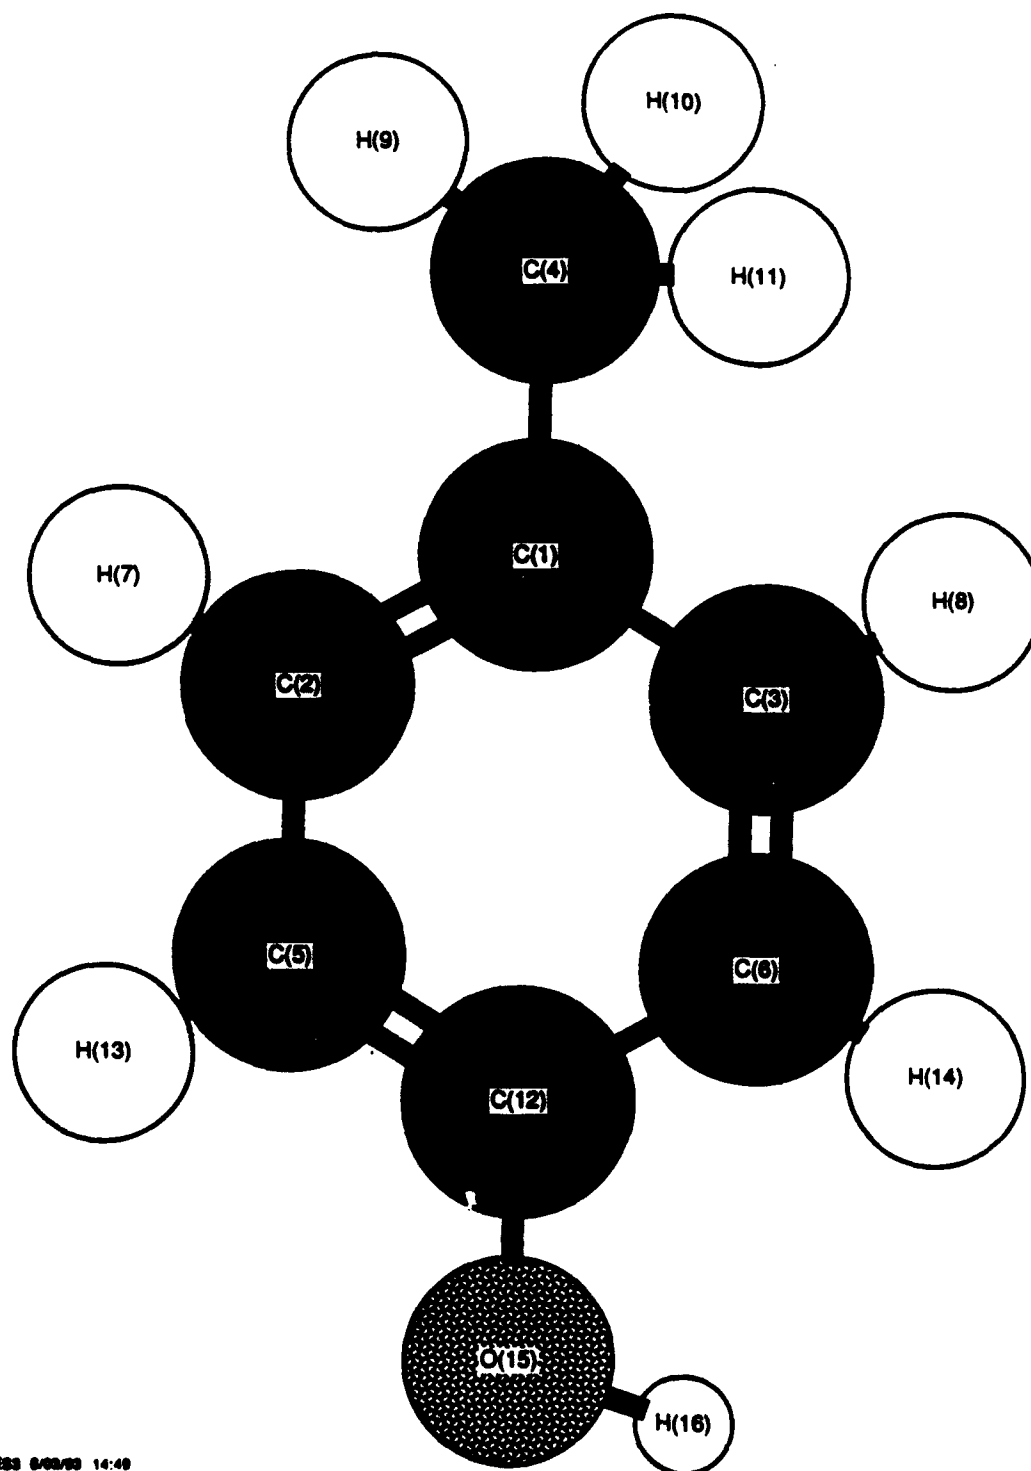 H(10)
H(9)
C(4)
H(11)
C(1)
H(7)
H(8)
C(2)
C(3)
C(5)
C(6)
H(13)
H(14)
C(12)
O(15)
H(16)
14:49